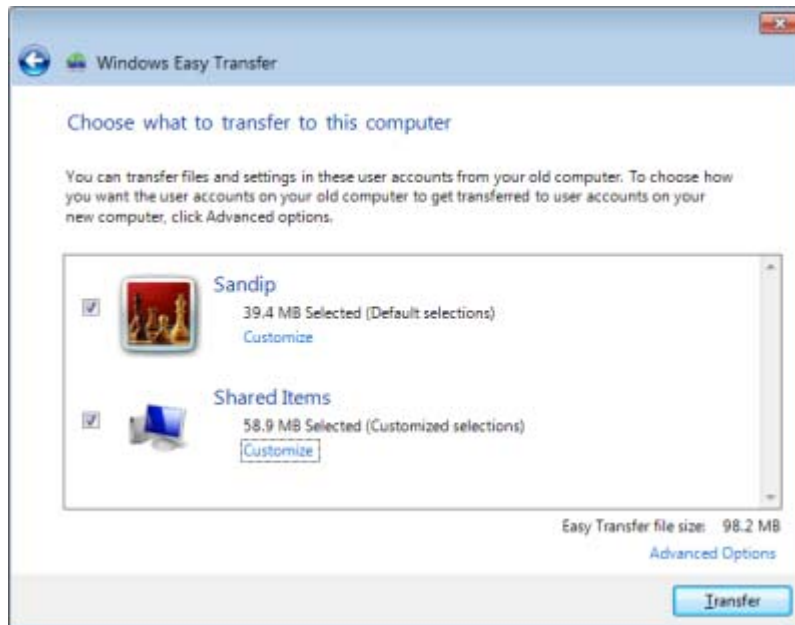 Windows Easy Transfer
Choose what to transfer to this computer
You can transfer files and settings in these user accounts from your old computer. To choose how
you want the user accounts on your old computer to get transferred to user accounts on your
new computer, click Advanced options.
Sandip
39.4 MB Selected (Default selections)
Customize
Shared Items
58.9 MB Selected (Customized selections)
Customize
Easy Transfer file size: 98.2 MB
Advanced Options
Transfer